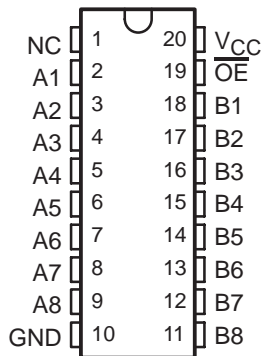 NC 1 20 VCC
A1 2 19 OE
A2 3 18 B1
A3 4 17 B2
A4 5 16 B3
A5 6 15 B4
A6 7 14 B5
A7 8 13 B6
A8 9 12 B7
GND 10 11 B8